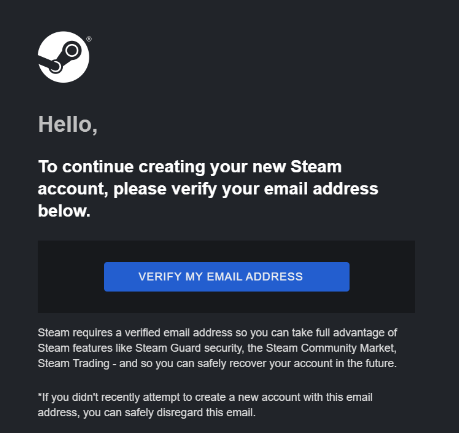 ®
Hello,
To continue creating your new Steam
account, please verify your email address
below.
VERIFY MY EMAIL ADDRESS
Steam requires a verified email address so you can take full advantage of
Steam features like Steam Guard security, the Steam Community Market,
Steam Trading - and so you can safely recover your account in the future.
*If you didn't recently attempt to create a new account with this email
address, you can safely disregard this email.